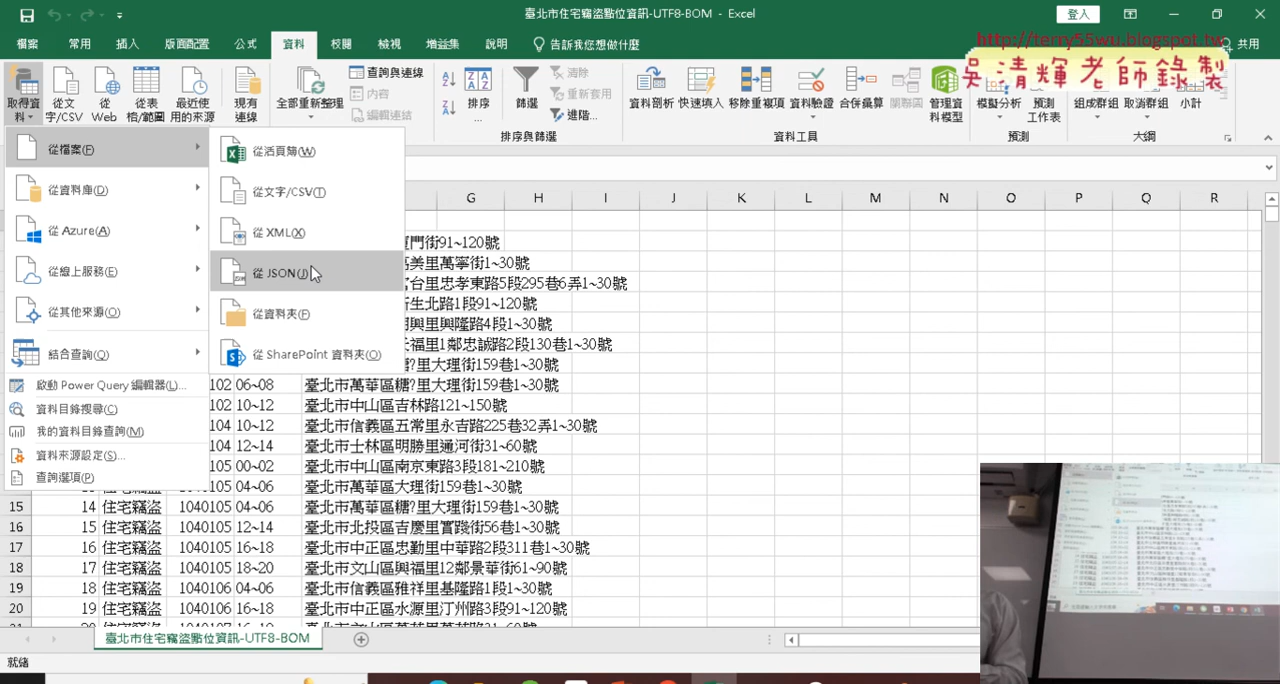 臺北市住宅竊盜點位資訊-UTF8-BOM - Excel
登入
檔案 常用 插入 版面配置 公式 資料 校閱 檢視 增益集 說明 告訴我您想做什麼
共用
http://terry55wu.blogspot.tw
吳清輝老師錄製
取得資料
從文字/CSV
從 Web
從表格/範圍
最近使用的來源
現有連線
全部重新整理
查詢與連線
內容
編輯連結
排序
篩選
清除
重新套用
進階...
排序與篩選
資料剖析
快速填入
移除重複項
資料驗證
合併彙算
關聯圖
管理資料模型
資料工具
模擬分析
預測工作表
預測
組成群組
取消群組
小計
大綱
從檔案(F)
從資料庫(D)
從 Azure(A)
從線上服務(E)
從其他來源(O)
結合查詢(Q)
啟動 Power Query 編輯器(L)...
資料目錄搜尋(C)
我的資料目錄查詢(M)
資料來源設定(S)...
查詢選項(P)
從活頁簿(W)
從文字/CSV(T)
從 XML(X)
從 JSON(J)
從資料夾(F)
從 SharePoint 資料夾(O)
G H I J K L M N O P Q R
門街91~120號
美里萬寧街1~30號
台里忠孝東路5段295巷6弄1~30號
生北路1段91~120號
興里興隆路4段1~30號
福里1鄰忠誠路2段130巷1~30號
里大理街159巷1~30號
102 06~08 臺北市萬華區糖?里大理街159巷1~30號
102 10~12 臺北市中山區吉林路121~150號
104 10~12 臺北市信義區五常里永吉路225巷32弄1~30號
104 12~14 臺北市士林區明勝里通河街31~60號
105 00~02 臺北市中山區南京東路3段181~210號
04~06 臺北市萬華區大理街159巷1~30號
15 14 住宅竊盜 1040105 04~06 臺北市萬華區糖?里大理街159巷1~30號
16 15 住宅竊盜 1040105 12~14 臺北市北投區吉慶里實踐街56巷1~30號
17 16 住宅竊盜 1040105 16~18 臺北市中正區忠勤里中華路2段311巷1~30號
18 17 住宅竊盜 1040105 18~20 臺北市文山區興福里12鄰景華街61~90號
19 18 住宅竊盜 1040106 04~06 臺北市信義區雅祥里基隆路1段1~30號
20 19 住宅竊盜 1040106 16~18 臺北市中正區水源里汀州路3段91~120號
臺北市住宅竊盜點位資訊-UTF8-BOM
就緒